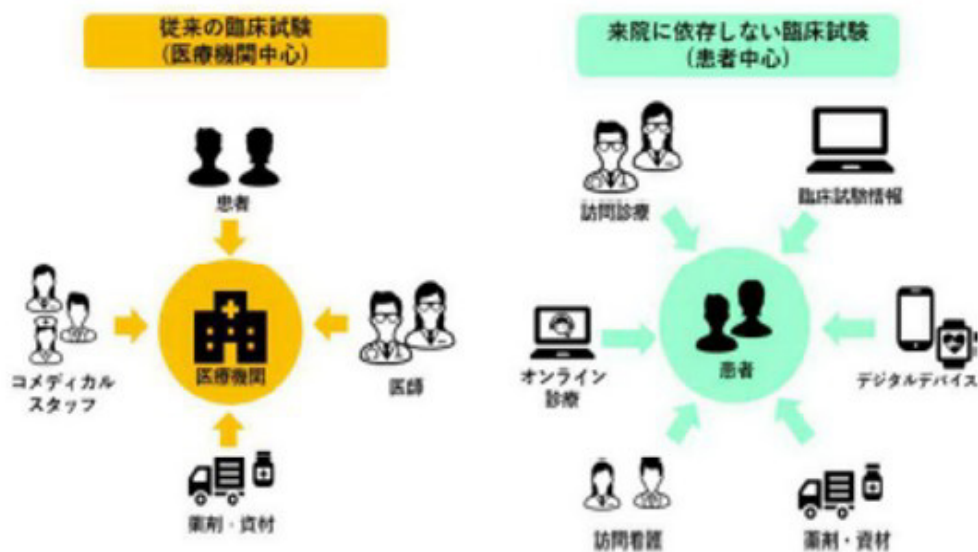 従来の臨床試験
(医療機関中心)
患者
コメディカル
スタッフ
医療機関
医師
薬剤・資材
来院に依存しない臨床試験
(患者中心)
訪問診療
臨床試験情報
オンライン
診療
患者
デジタルデバイス
訪問看護
薬剤・資材